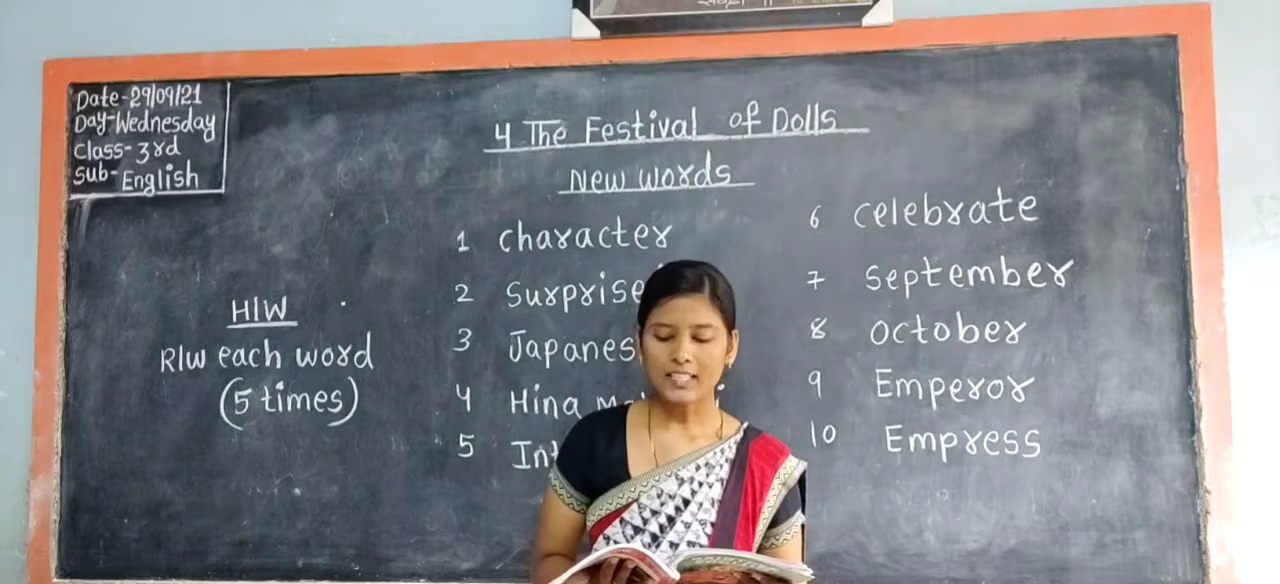 Date-29/09/21
Day-Wednesday
Class-3rd
Sub-English
4 The Festival of Dolls
New words
1 character
2 Surprise
3 Japanes
4 Hina
5 Int
6 celebrate
7 September
8 october
9 Emperor
10 Empress
H/W
R/W each word
(5 times)